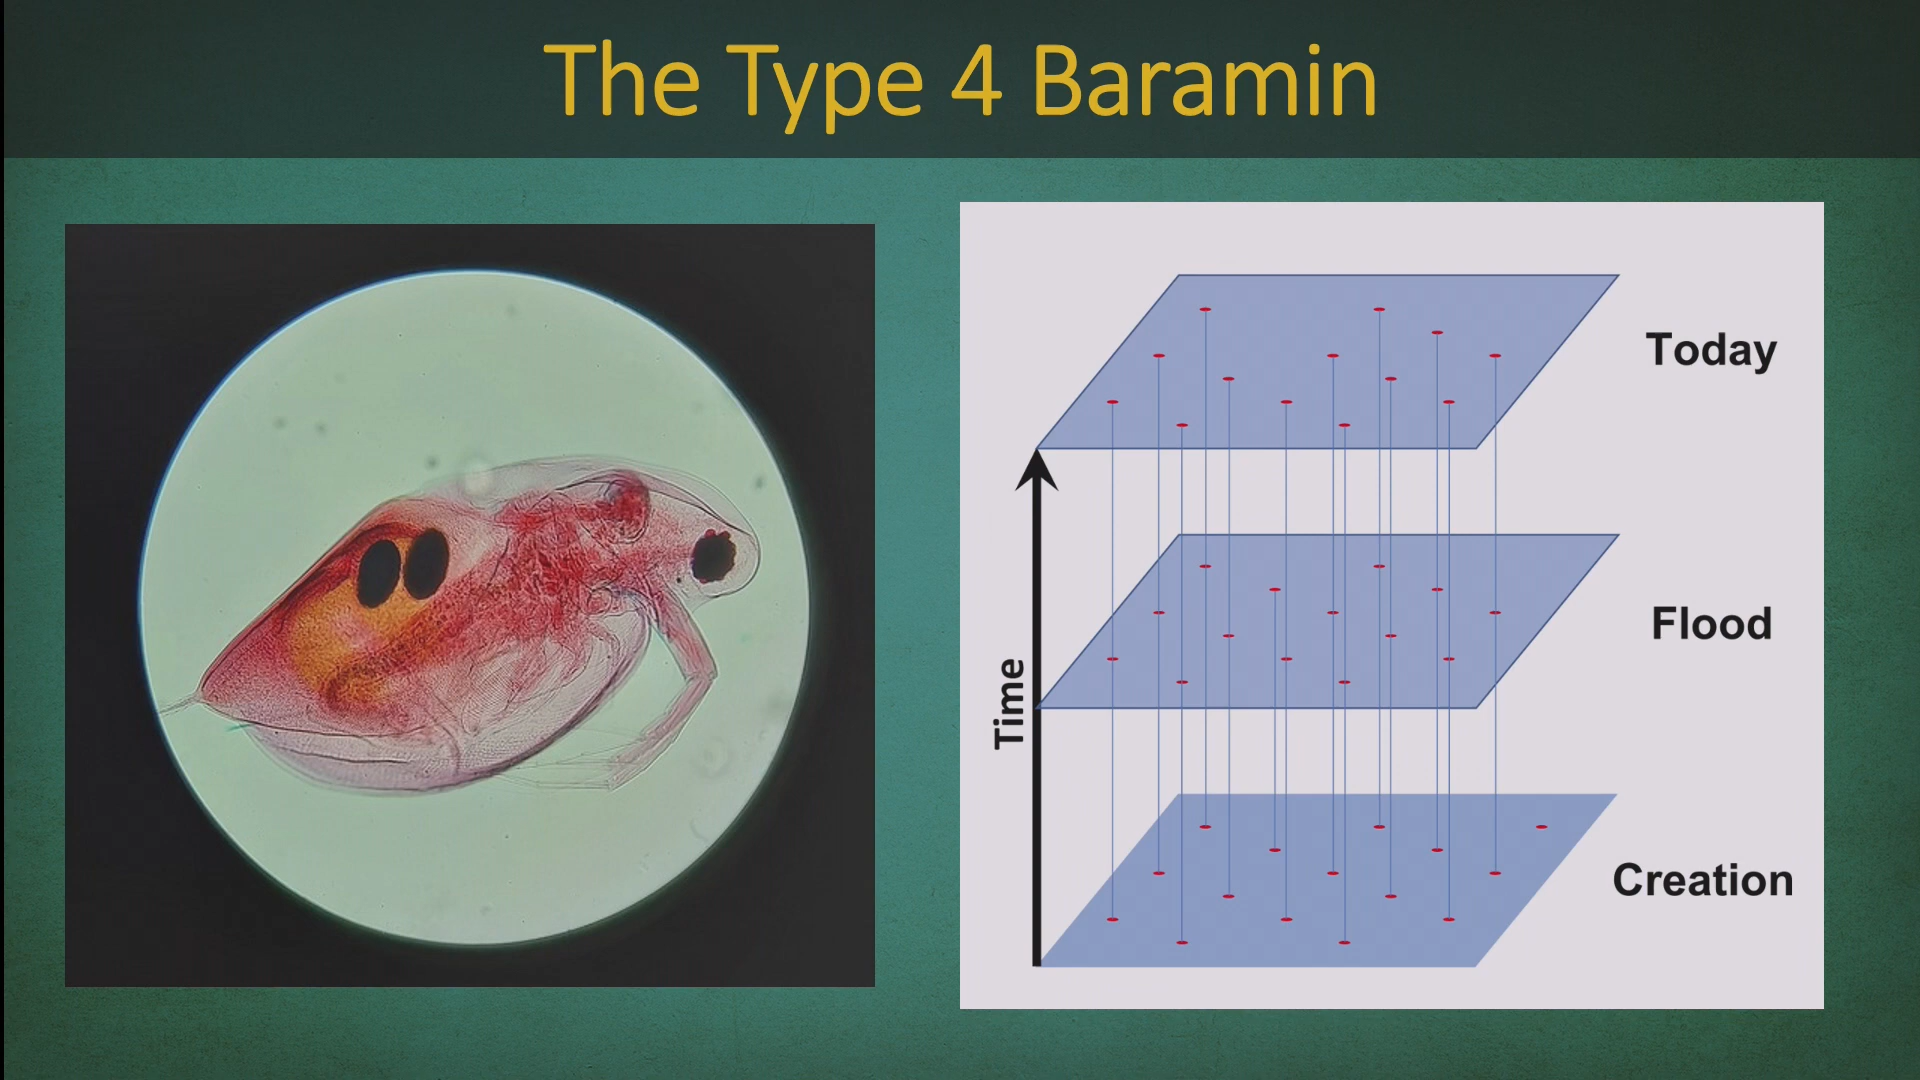 The Type 4 Baramin
Today
Flood
Time
Creation